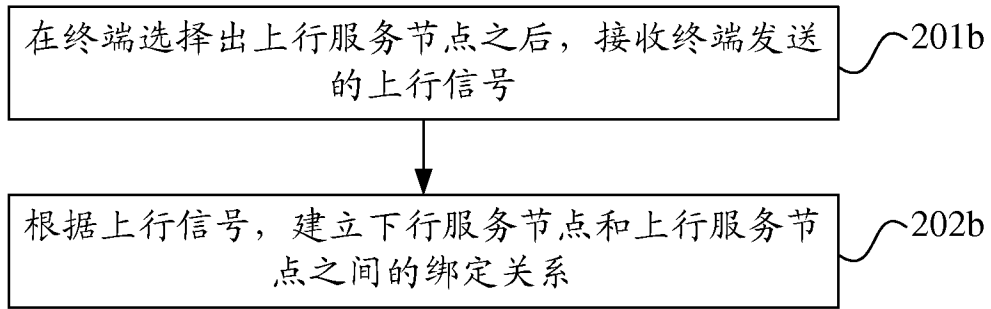 在终端选择出上行服务节点之后，接收终端发送
的上行信号
201b
根据上行信号，建立下行服务节点和上行服务节
点之间的绑定关系
202b